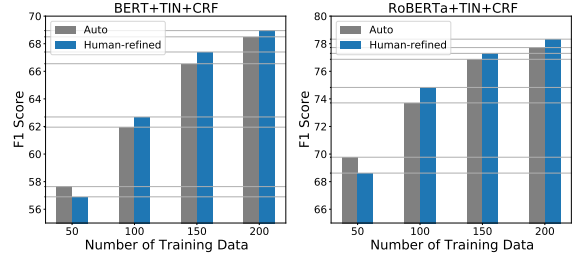 BERT+TIN+CRF
70
68
66
64
62
60
58
56
F1 Score
Auto
Human-refined
50
100
150
200
Number of Training Data
RoBERTa+TIN+CRF
80
78
76
74
72
70
68
66
F1 Score
Auto
Human-refined
50
100
150
200
Number of Training Data